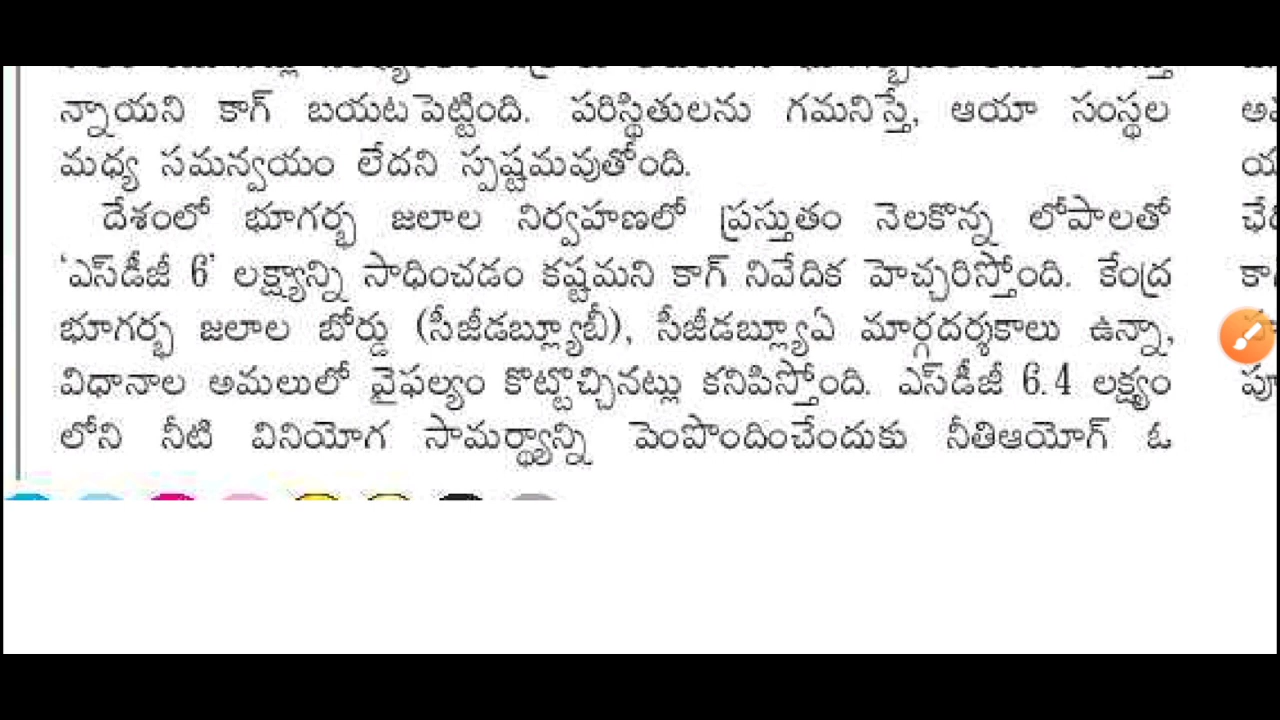 న్నాయని కాగ్ బయటపెట్టింది. పరిస్థితులను గమనిస్తే, ఆయా సంస్థల
మధ్య సమన్వయం లేదని స్పష్టమవుతోంది.
దేశంలో భూగర్భ జలాల నిర్వహణలో ప్రస్తుతం నెలకొన్న లోపాలతో
‘ఎస్‌డీజీ 6’ లక్ష్యాన్ని సాధించడం కష్టమని కాగ్ నివేదిక హెచ్చరిస్తోంది. కేంద్ర
భూగర్భ జలాల బోర్డు (సీజీడబ్ల్యూబీ), సీజీడబ్ల్యూఏ మార్గదర్శకాలు ఉన్నా,
విధానాల అమలులో వైఫల్యం కొట్టొచ్చినట్లు కనిపిస్తోంది. ఎస్‌డీజీ 6.4 లక్ష్యం
లోని నీటి వినియోగ సామర్థ్యాన్ని పెంపొందించేందుకు నీతిఆయోగ్ ఓ